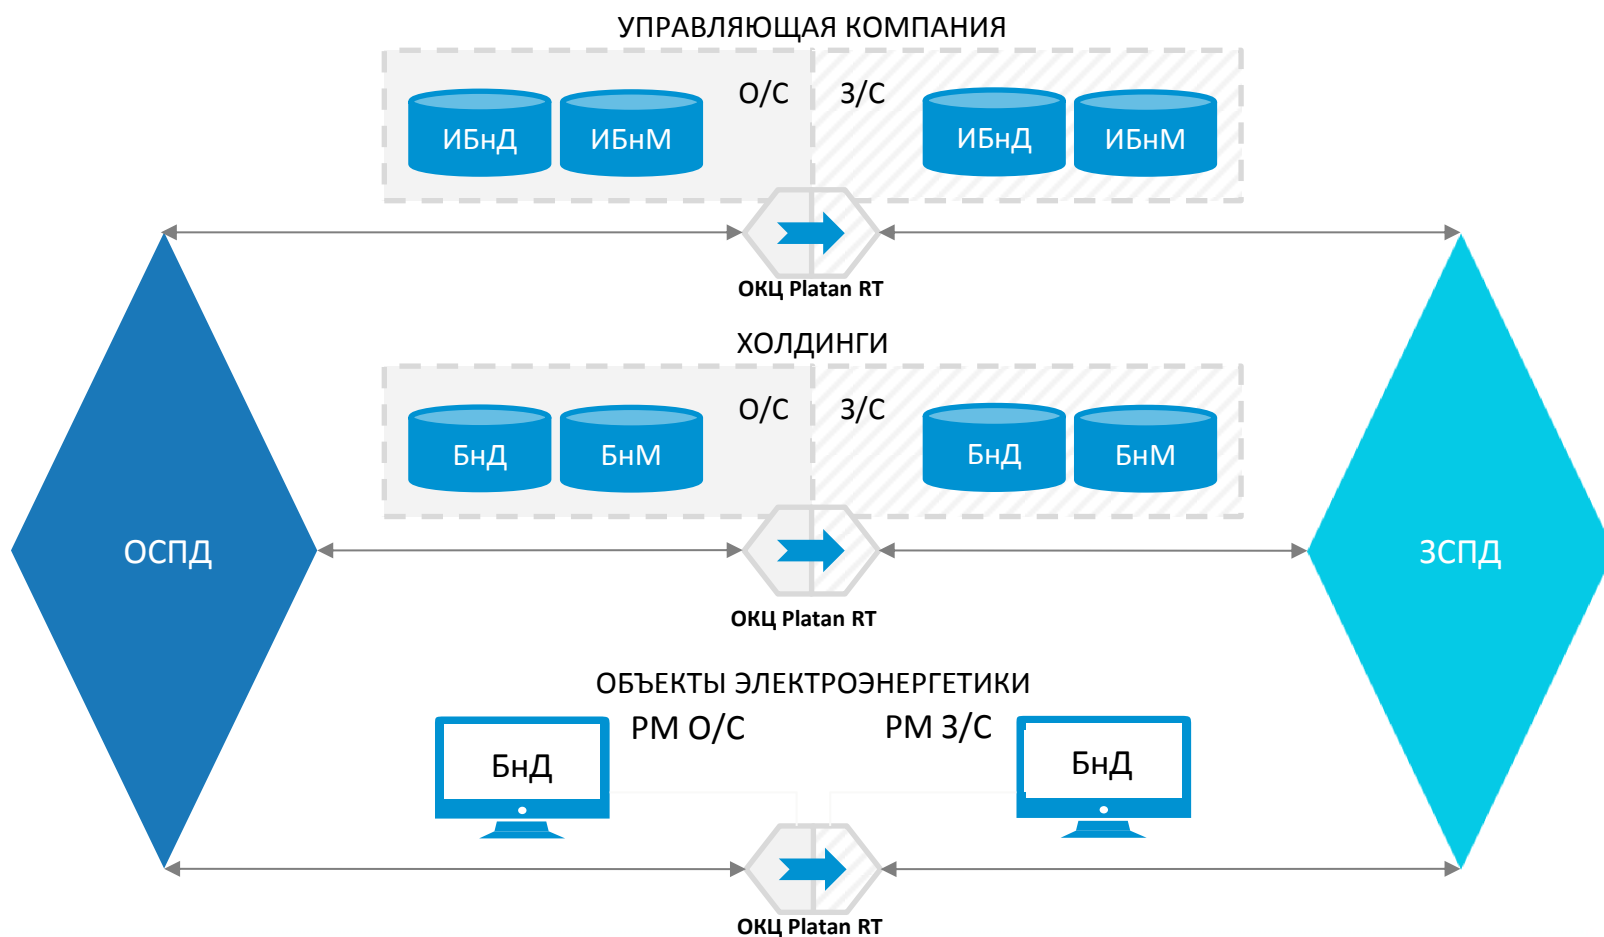 УПРАВЛЯЮЩАЯ КОМПАНИЯ
О/С З/С
ИБнД ИБнМ ИБнД ИБнМ
ОКЦ Platan RT
ХОЛДИНГИ
О/С З/С
БнД БнМ БнД БнМ
ОСПД ЗСПД
ОКЦ Platan RT
ОБЪЕКТЫ ЭЛЕКТРОЭНЕРГЕТИКИ
РМ О/С РМ З/С
БнД БнД
ОКЦ Platan RT